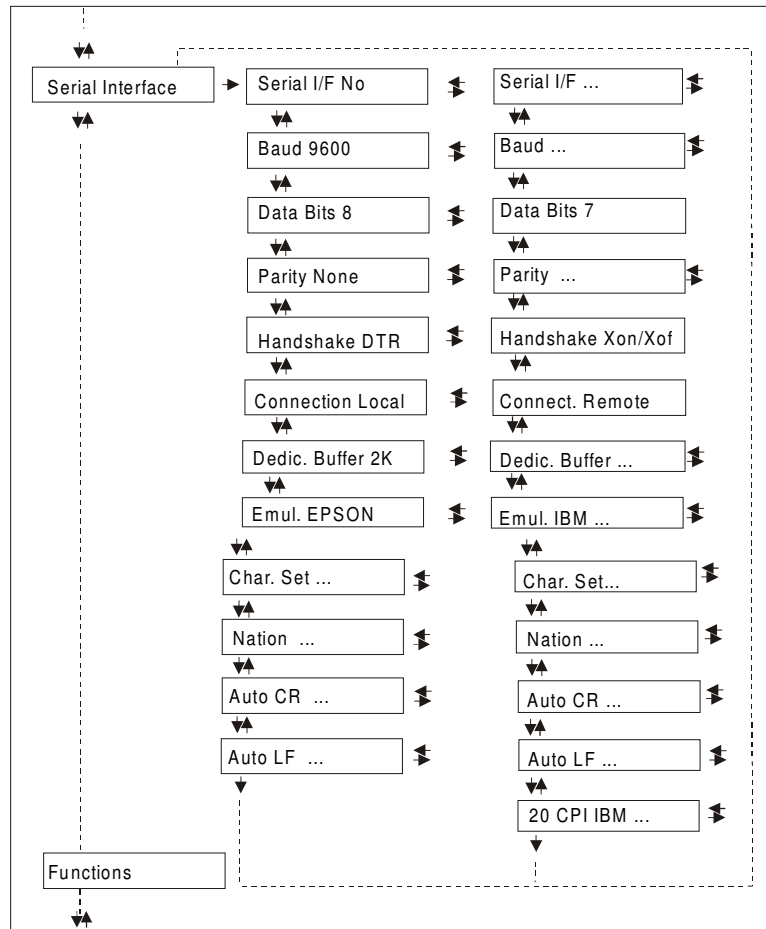 Serial Interface
Serial I/F No
Serial I/F ...
Baud 9600
Baud ...
Data Bits 8
Data Bits 7
Parity None
Parity ...
Handshake DTR
Handshake Xon/Xof
Connection Local
Connect. Remote
Dedic. Buffer 2K
Dedic. Buffer ...
Emul. EPSON
Emul. IBM ...
Char. Set ...
Char. Set...
Nation ...
Nation ...
Auto CR ...
Auto CR ...
Auto LF ...
Auto LF ...
20 CPI IBM ...
Functions